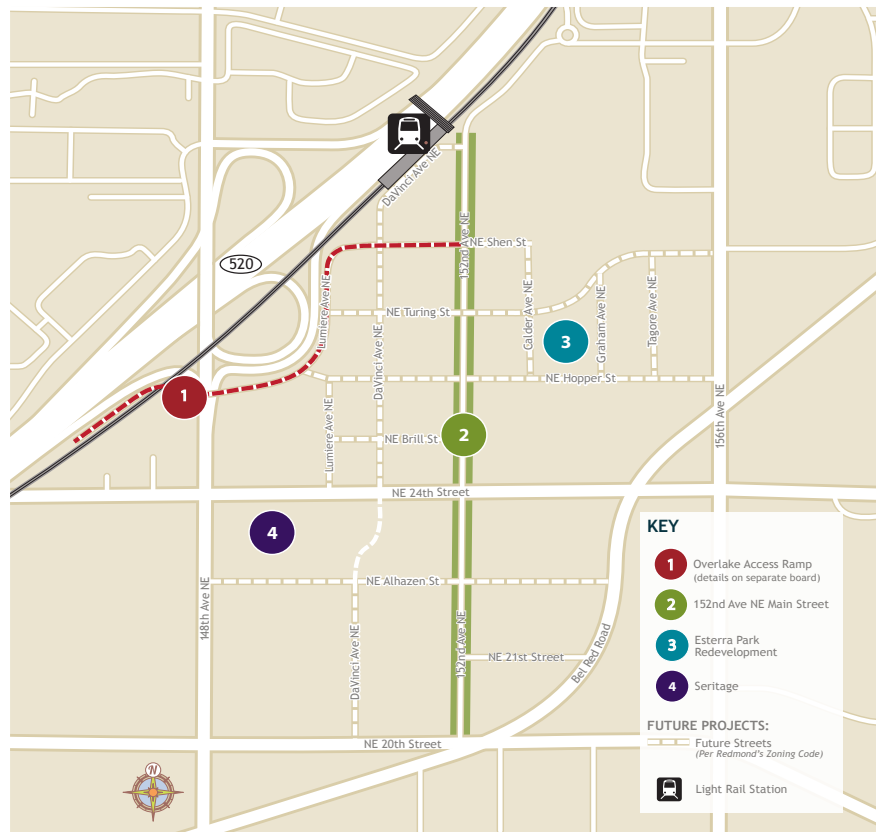 DaVinci Ave NE
152nd Ave NE
NE Shen St
520
Lumiere Ave NE
NE Turing St
Calder Ave NE
Graham Ave NE
Tagore Ave NE
DaVinci Ave NE
3
1
NE Hopper St
156th Ave NE
Lumiere Ave NE
NE Brill St
2
NE 24th Street
4
148th Ave NE
NE Alhazen St
DaVinci Ave NE
152nd Ave NE
NE 21st Street
Bel Red Road
NE 20th Street
N
KEY
1 Overlake Access Ramp
(details on separate board)
2 152nd Ave NE Main Street
3 Esterra Park
Redevelopment
4 Seritage
FUTURE PROJECTS:
Future Streets
(Per Redmond's Zoning Code)
Light Rail Station